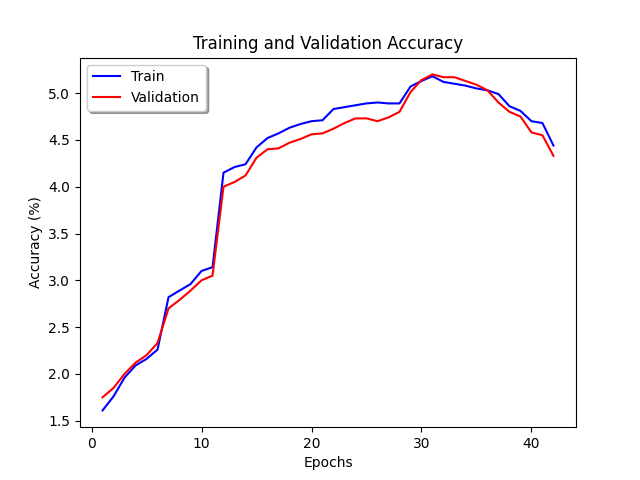 Training and Validation Accuracy
Train
Validation
5.0
4.5
4.0
3.5
3.0
2.5
2.0
1.5
Accuracy (%)
0 10 20 30 40
Epochs